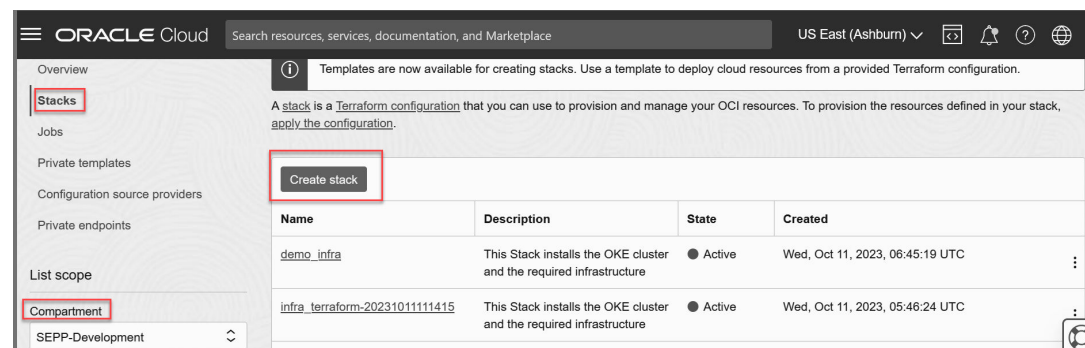 ORACLE Cloud
Search resources, services, documentation, and Marketplace
US East (Ashburn)
Overview
Stacks
Jobs
Private templates
Configuration source providers
Private endpoints
List scope
Compartment
SEPP-Development
Templates are now available for creating stacks. Use a template to deploy cloud resources from a provided Terraform configuration.
A stack is a Terraform configuration that you can use to provision and manage your OCI resources. To provision the resources defined in your stack,
apply the configuration.
Create stack
Name Description State Created
demo_infra This Stack installs the OKE cluster Active Wed, Oct 11, 2023, 06:45:19 UTC
and the required infrastructure
infra_terraform-20231011111415 This Stack installs the OKE cluster Active Wed, Oct 11, 2023, 05:46:24 UTC
and the required infrastructure